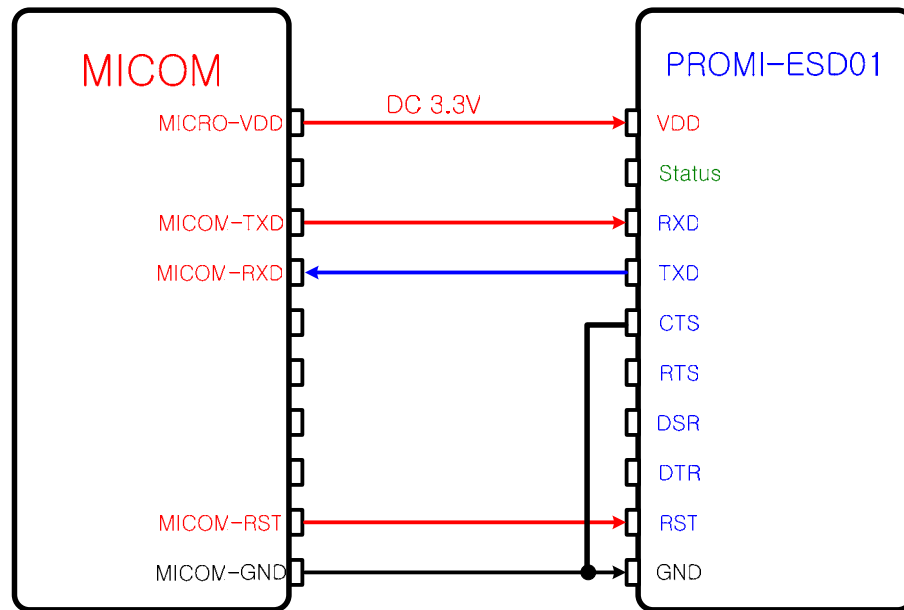 MICOM
PROMI-ESD01
DC 3.3V
MICRO-VDD
VDD
Status
MICOM-TXD
RXD
MICOM-RXD
TXD
CTS
RTS
DSR
DTR
MICOM-RST
RST
MICOM-GND
GND